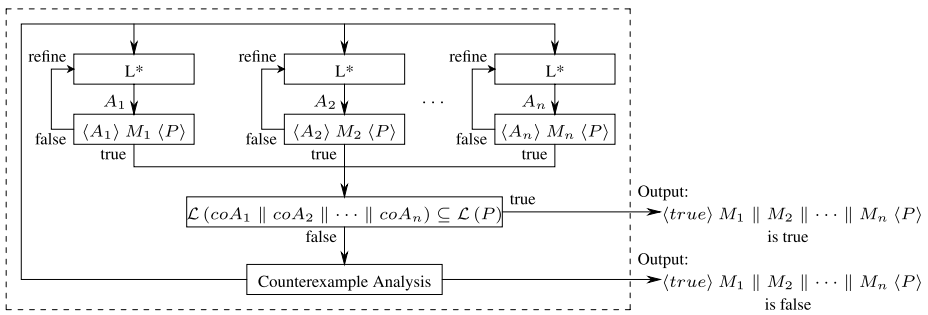 refine
refine
refine
L*
L*
L*
A₁
A₂
· · ·
Aₙ
⟨A₁⟩ M₁ ⟨P⟩
⟨A₂⟩ M₂ ⟨P⟩
⟨Aₙ⟩ Mₙ ⟨P⟩
false
false
false
true
true
true
ℒ (coA₁ ∥ coA₂ ∥ · · · ∥ coAₙ) ⊆ ℒ (P)
true
Output:
⟨true⟩ M₁ ∥ M₂ ∥ · · · ∥ Mₙ ⟨P⟩
is true
false
Counterexample Analysis
Output:
⟨true⟩ M₁ ∥ M₂ ∥ · · · ∥ Mₙ ⟨P⟩
is false